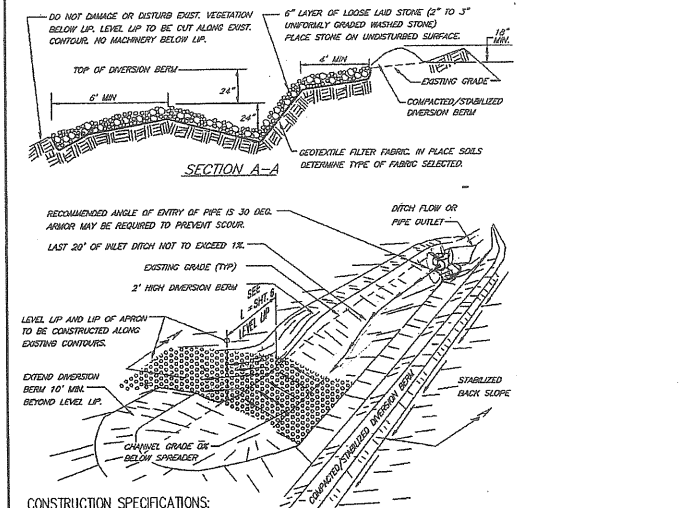 DO NOT DAMAGE OR DISTURB EXIST. VEGETATION
BELOW LIP. LEVEL LIP TO BE CUT ALONG EXIST.
CONTOUR. NO MACHINERY BELOW LIP.
6" LAYER OF LOOSE LAID STONE (2" TO 3"
UNIFORMLY GRADED WASHED STONE)
PLACE STONE ON UNDISTURBED SURFACE.
18"
MIN.
4' MIN
TOP OF DIVERSION BERM
EXISTING GRADE
6' MIN
24"
COMPACTED/STABILIZED
DIVERSION BERM
24"
GEOTEXTILE FILTER FABRIC. IN PLACE SOILS
DETERMINE TYPE OF FABRIC SELECTED.
SECTION A-A
RECOMMENDED ANGLE OF ENTRY OF PIPE IS 30 DEG.
ARMOR MAY BE REQUIRED TO PREVENT SCOUR.
DITCH FLOW OR
PIPE OUTLET
LAST 20' OF INLET DITCH NOT TO EXCEED 1%.
EXISTING GRADE (TYP)
2' HIGH DIVERSION BERM
SEE
L = SHT. 6
LEVEL LIP
LEVEL LIP AND LIP OF APRON
TO BE CONSTRUCTED ALONG
EXISTING CONTOURS.
EXTEND DIVERSION
BERM 10' MIN.
BEYOND LEVEL LIP.
STABILIZED
BACK SLOPE
CHANNEL GRADE 0%
BELOW SPREADER
COMPACTED/STABILIZED DIVERSION BERM
CONSTRUCTION SPECIFICATIONS: